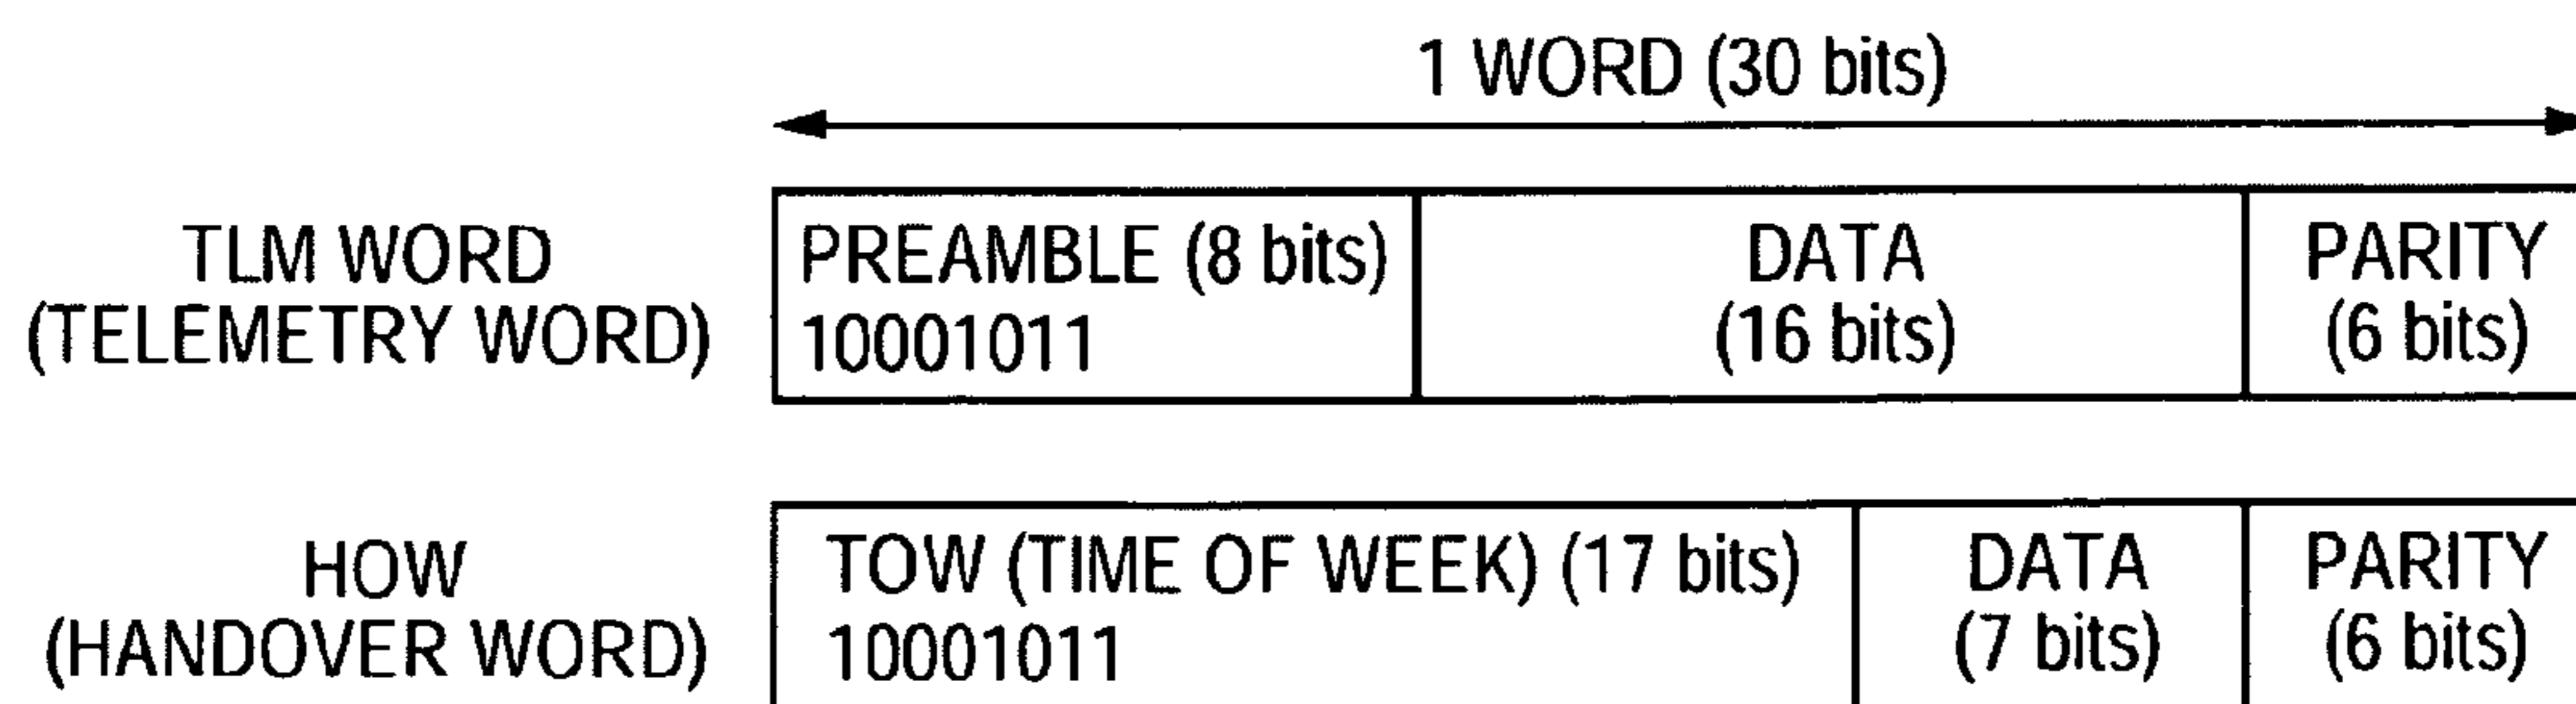 1 WORD (30 bits)
TLM WORD
(TELEMETRY WORD)
PREAMBLE (8 bits)
10001011
DATA
(16 bits)
PARITY
(6 bits)
HOW
(HANDOVER WORD)
TOW (TIME OF WEEK) (17 bits)
10001011
DATA
(7 bits)
PARITY
(6 bits)